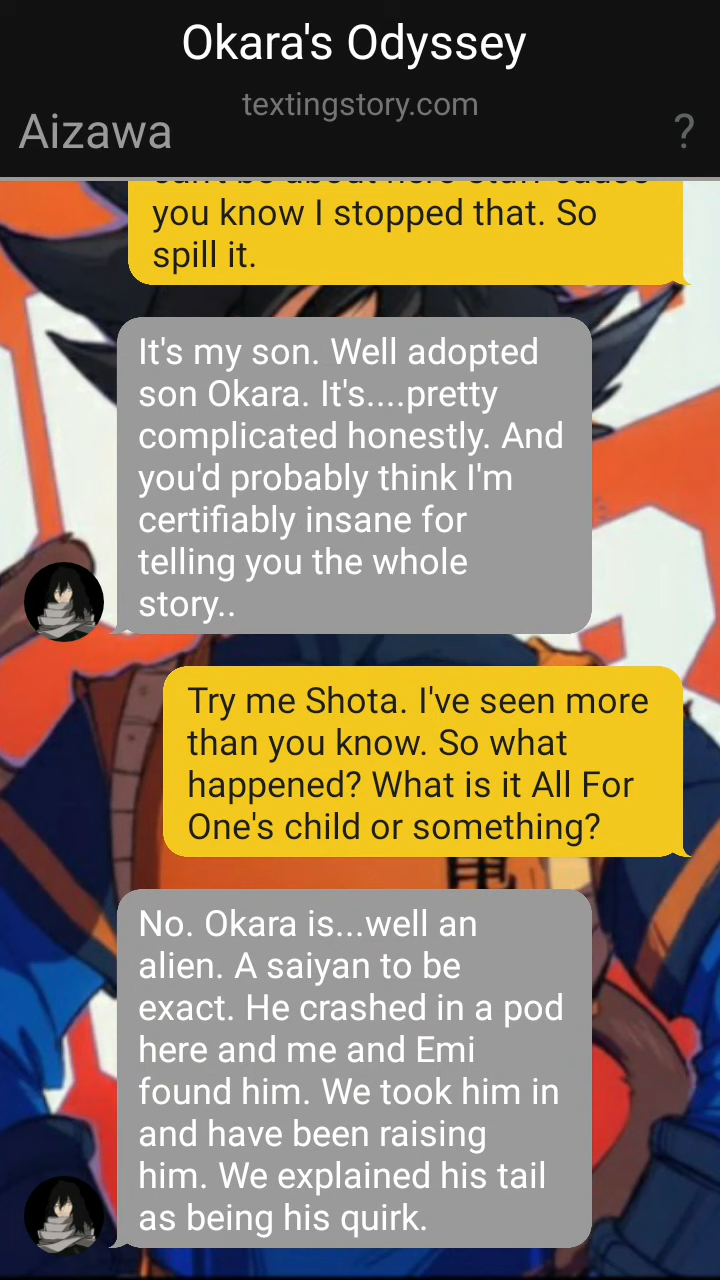 Okara's Odyssey
textingstory.com
Aizawa
?
you know I stopped that. So
spill it.
It's my son. Well adopted
son Okara. It's....pretty
complicated honestly. And
you'd probably think I'm
certifiably insane for
telling you the whole
story..
Try me Shota. I've seen more
than you know. So what
happened? What is it All For
One's child or something?
No. Okara is...well an
alien. A saiyan to be
exact. He crashed in a pod
here and me and Emi
found him. We took him in
and have been raising
him. We explained his tail
as being his quirk.